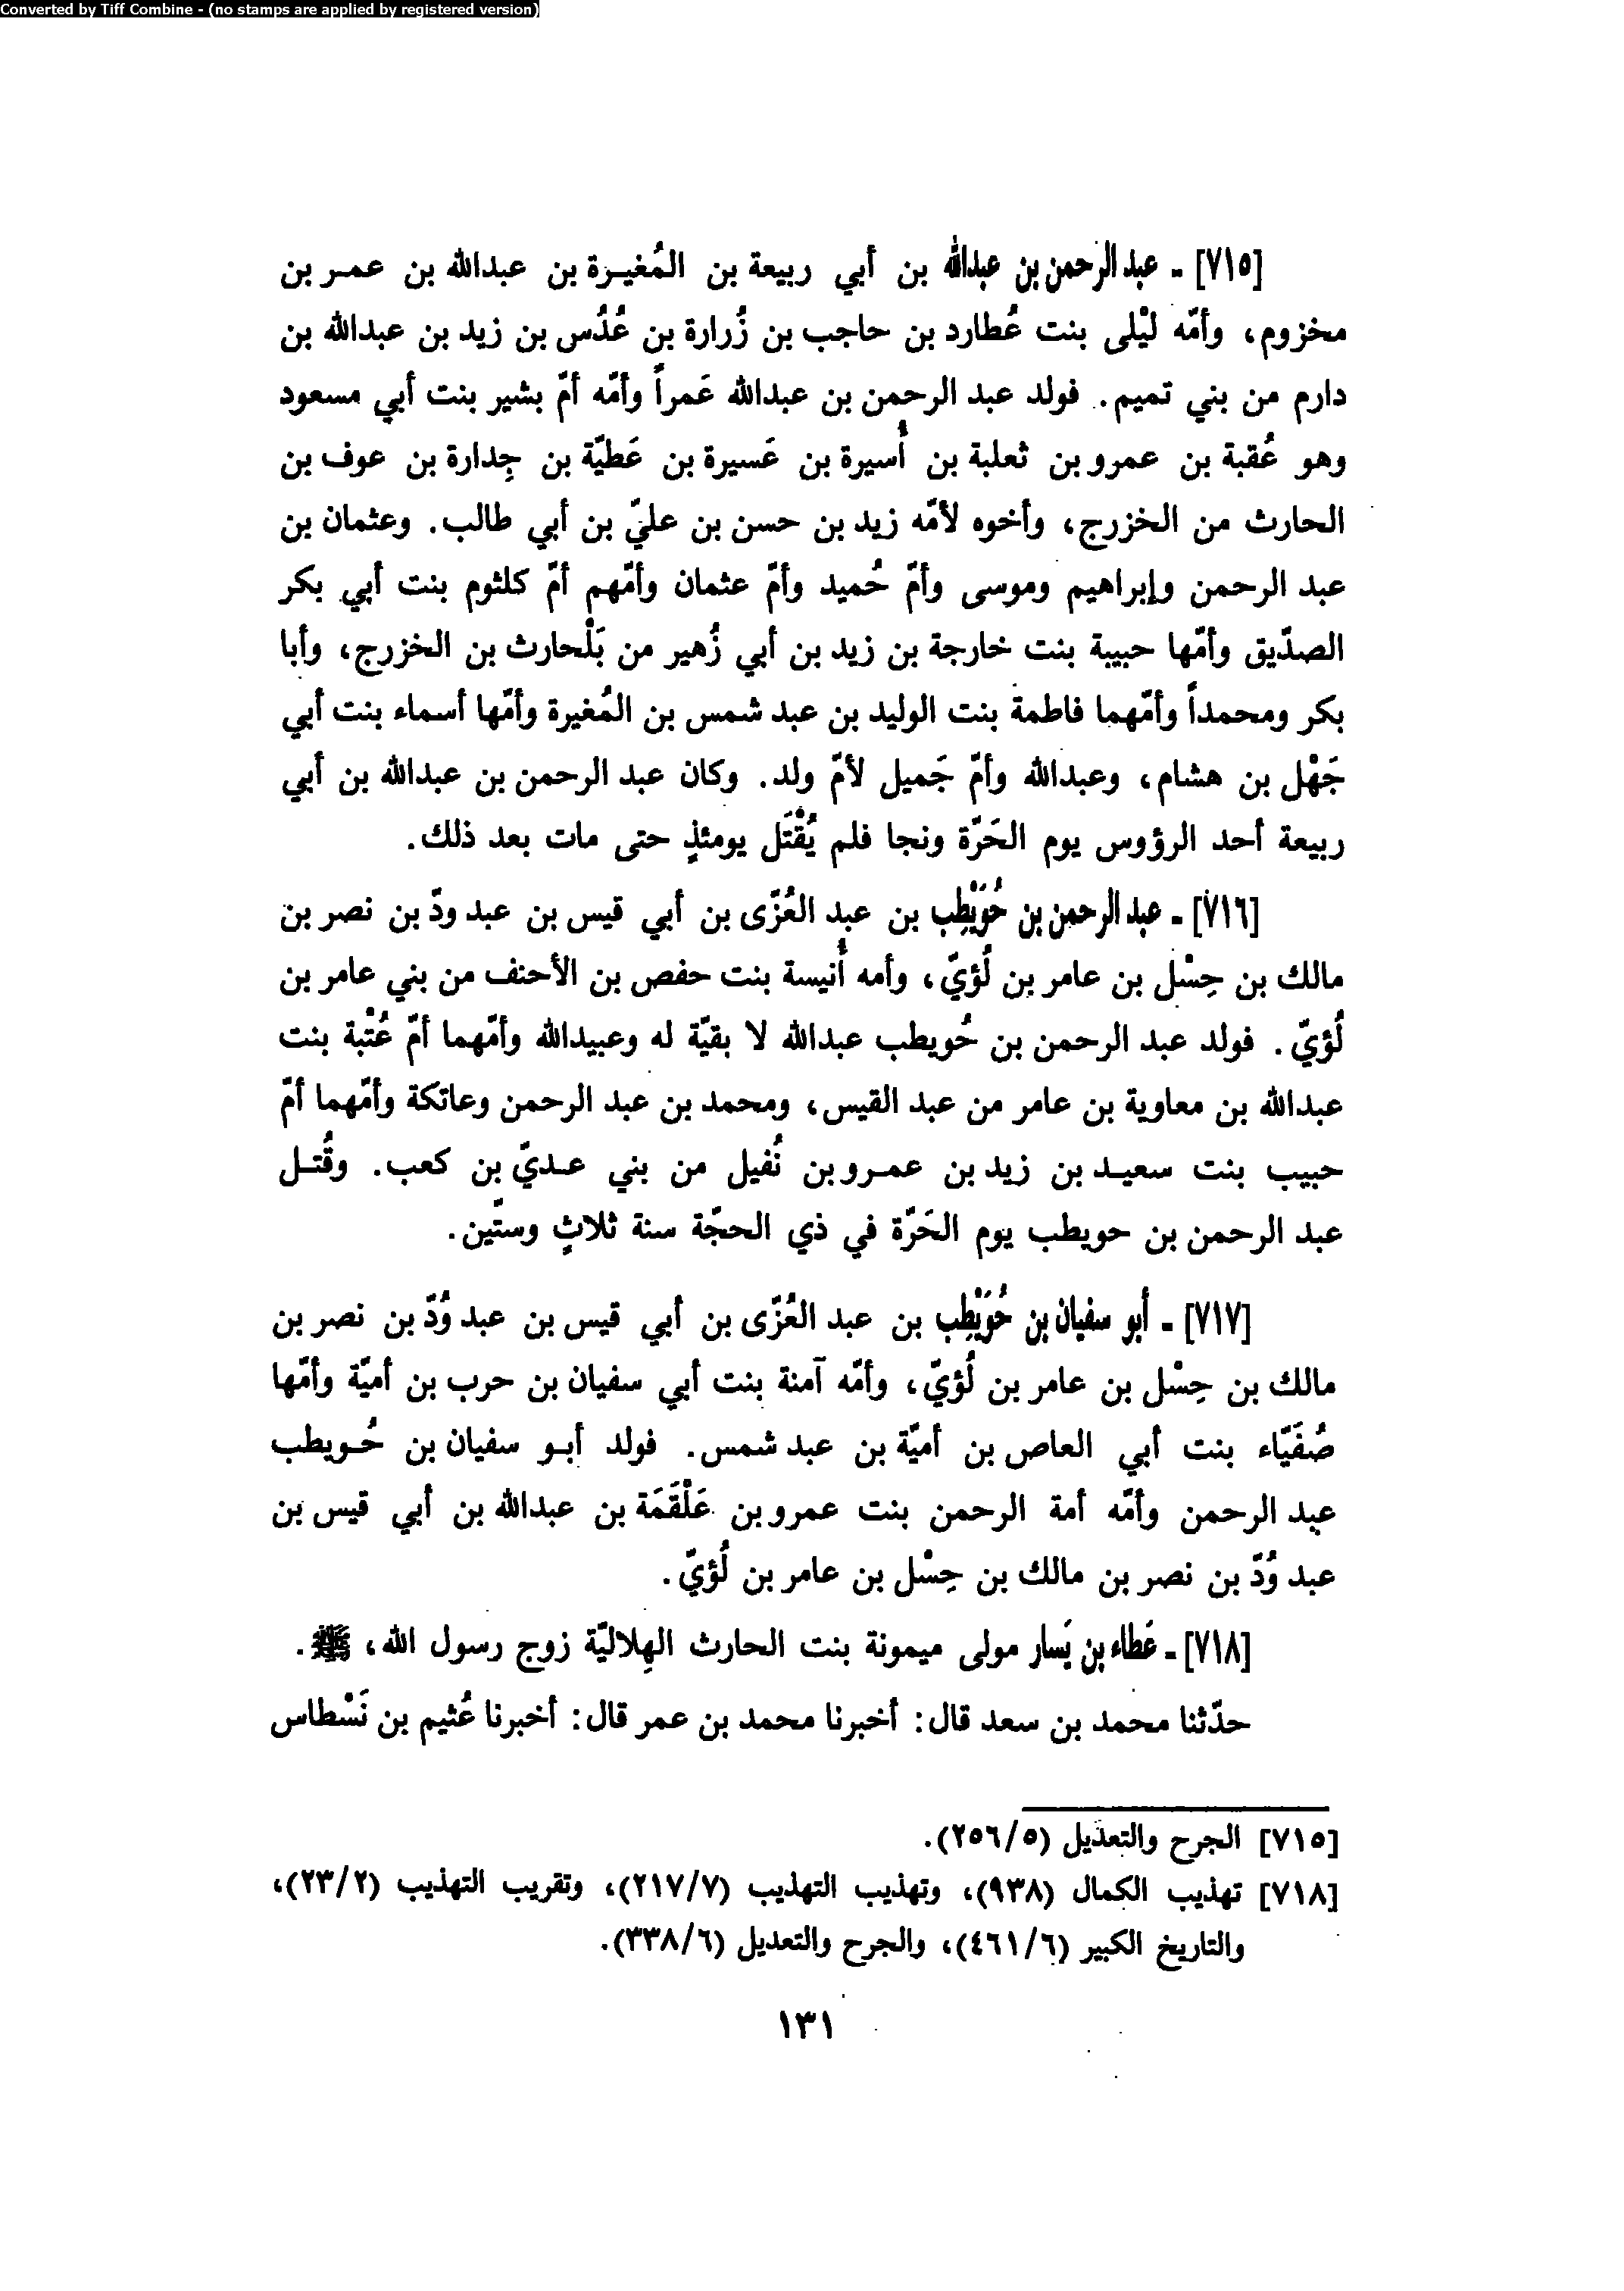 Converted by Tiff Combine - (no stamps are applied by registered version)
[٧١٥] - عبد الرحمن بن عبدالله بن أبي ربيعة بن المُغيـرة بن عبدالله بن عمـر بن
مخزوم، وأمّه ليْلى بنت عُطارد بن حاجب بن زُرارة بن عُدُس بن زيد بن عبدالله بن
دارم من بني تميم. فولد عبد الرحمن بن عبدالله عَمراً وأمّه أمّ بشير بنت أبي مسعود
وهو عُقبة بن عمرو بن ثعلبة بن أُسيرة بن عَسيرة بن عَطيّة بن جِدارة بن عوف بن
الحارث من الخزرج، وأخوه لأمّه زيد بن حسن بن عليّ بن أبي طالب. وعثمان بن
عبد الرحمن وإبراهيم وموسى وأمّ حُميد وأمّ عثمان وأمّهم أمّ كلثوم بنت أبي بكر
الصدّيق وأمّها حبيبة بنت خارجة بن زيد بن أبي زُهير من بَلْحارث بن الخزرج، وأبا
بكر ومحمداً وأمّهما فاطمة بنت الوليد بن عبد شمس بن المُغيرة وأمّها أسماء بنت أبي
جَهْل بن هشام، وعبدالله وأمّ جَميل لأمّ ولد. وكان عبد الرحمن بن عبدالله بن أبي
ربيعة أحد الرؤوس يوم الحَرّة ونجا فلم يُقْتَل يومئذٍ حتى مات بعد ذلك.
[٧١٦] - عبد الرحمن بن حُوَيْطِب بن عبد العُزّى بن أبي قيس بن عبد ودّ بن نصر بن
مالك بن حِسْل بن عامر بن لُؤيّ، وأمه أُنيسة بنت حفص بن الأحنف من بني عامر بن
لُؤيّ. فولد عبد الرحمن بن حُويطب عبدالله لا بقيّة له وعبيدالله وأمّهما أمّ عُتْبة بنت
عبدالله بن معاوية بن عامر من عبد القيس، ومحمد بن عبد الرحمن وعاتكة وأمّهما أمّ
حبيب بنت سعيـد بن زيد بن عمـرو بن نُفيل من بني عـديّ بن كعب. وقُتـل
عبد الرحمن بن حويطب يوم الحَرّة في ذي الحجّة سنة ثلاثٍ وستّين.
[٧١٧] - أبو سفيان بن حُوَيْطِب بن عبد العُزّى بن أبي قيس بن عبد وُدّ بن نصر بن
مالك بن حِسْل بن عامر بن لُؤيّ، وأمّه آمنة بنت أبي سفيان بن حرب بن أميّة وأمّها
صُفَيّاء بنت أبي العاص بن أميّة بن عبد شمس. فولد أبـو سفيان بن حُـويطب
عبد الرحمن وأمّه أمة الرحمن بنت عمرو بن عَلْقَمَة بن عبدالله بن أبي قيس بن
عبد وُدّ بن نصر بن مالك بن حِسْل بن عامر بن لُؤيّ.
[٧١٨] - عَطاء بن يَسار مولى ميمونة بنت الحارث الهِلاليّة زوج رسول الله، ﷺ.
حدّثنا محمد بن سعد قال: أخبرنا محمد بن عمر قال: أخبرنا عُثيم بن نَسْطاس
[٧١٥] الجرح والتعديل (٢٥٦/٥).
[٧١٨] تهذيب الكمال (٩٣٨)، وتهذيب التهذيب (٢١٧/٧)، وتقريب التهذيب (٢٣/٢)،
والتاريخ الكبير (٤٦١/٦)، والجرح والتعديل (٣٣٨/٦).
١٣١